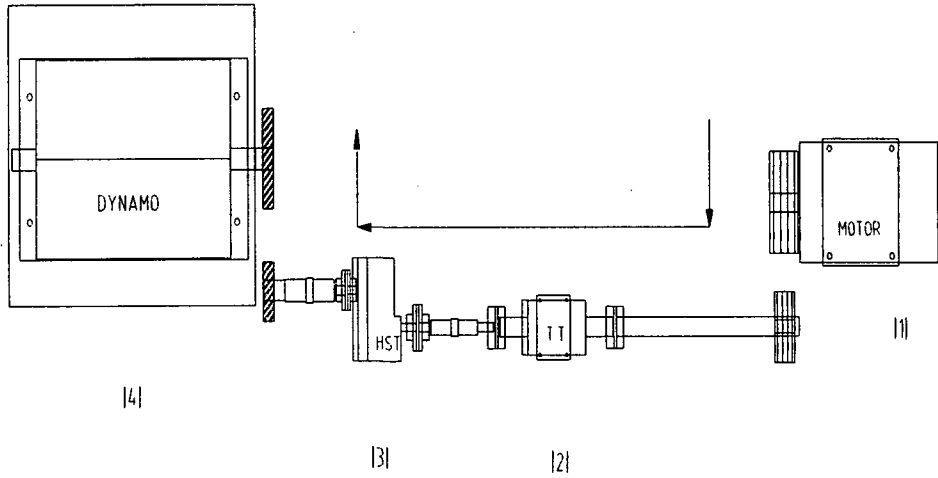 DYNAMO
MOTOR
HST
TT
|1|
|4|
|3|
|2|